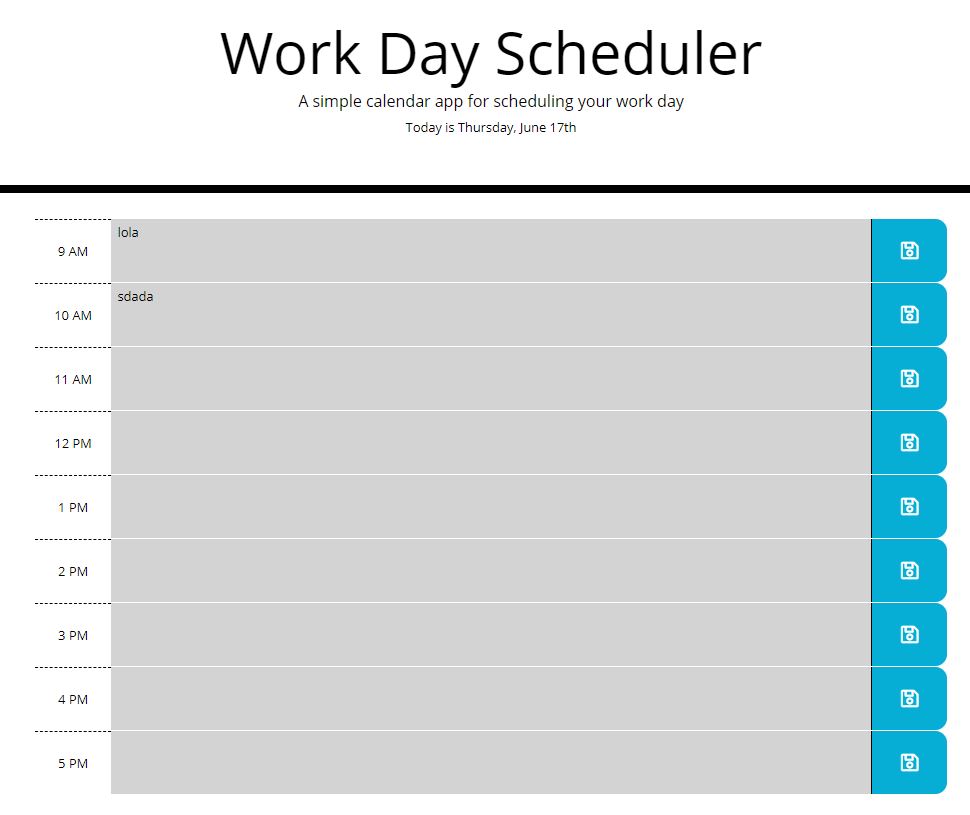 Work Day Scheduler
A simple calendar app for scheduling your work day
Today is Thursday, June 17th
9 AM lola
10 AM sdada
11 AM
12 PM
1 PM
2 PM
3 PM
4 PM
5 PM